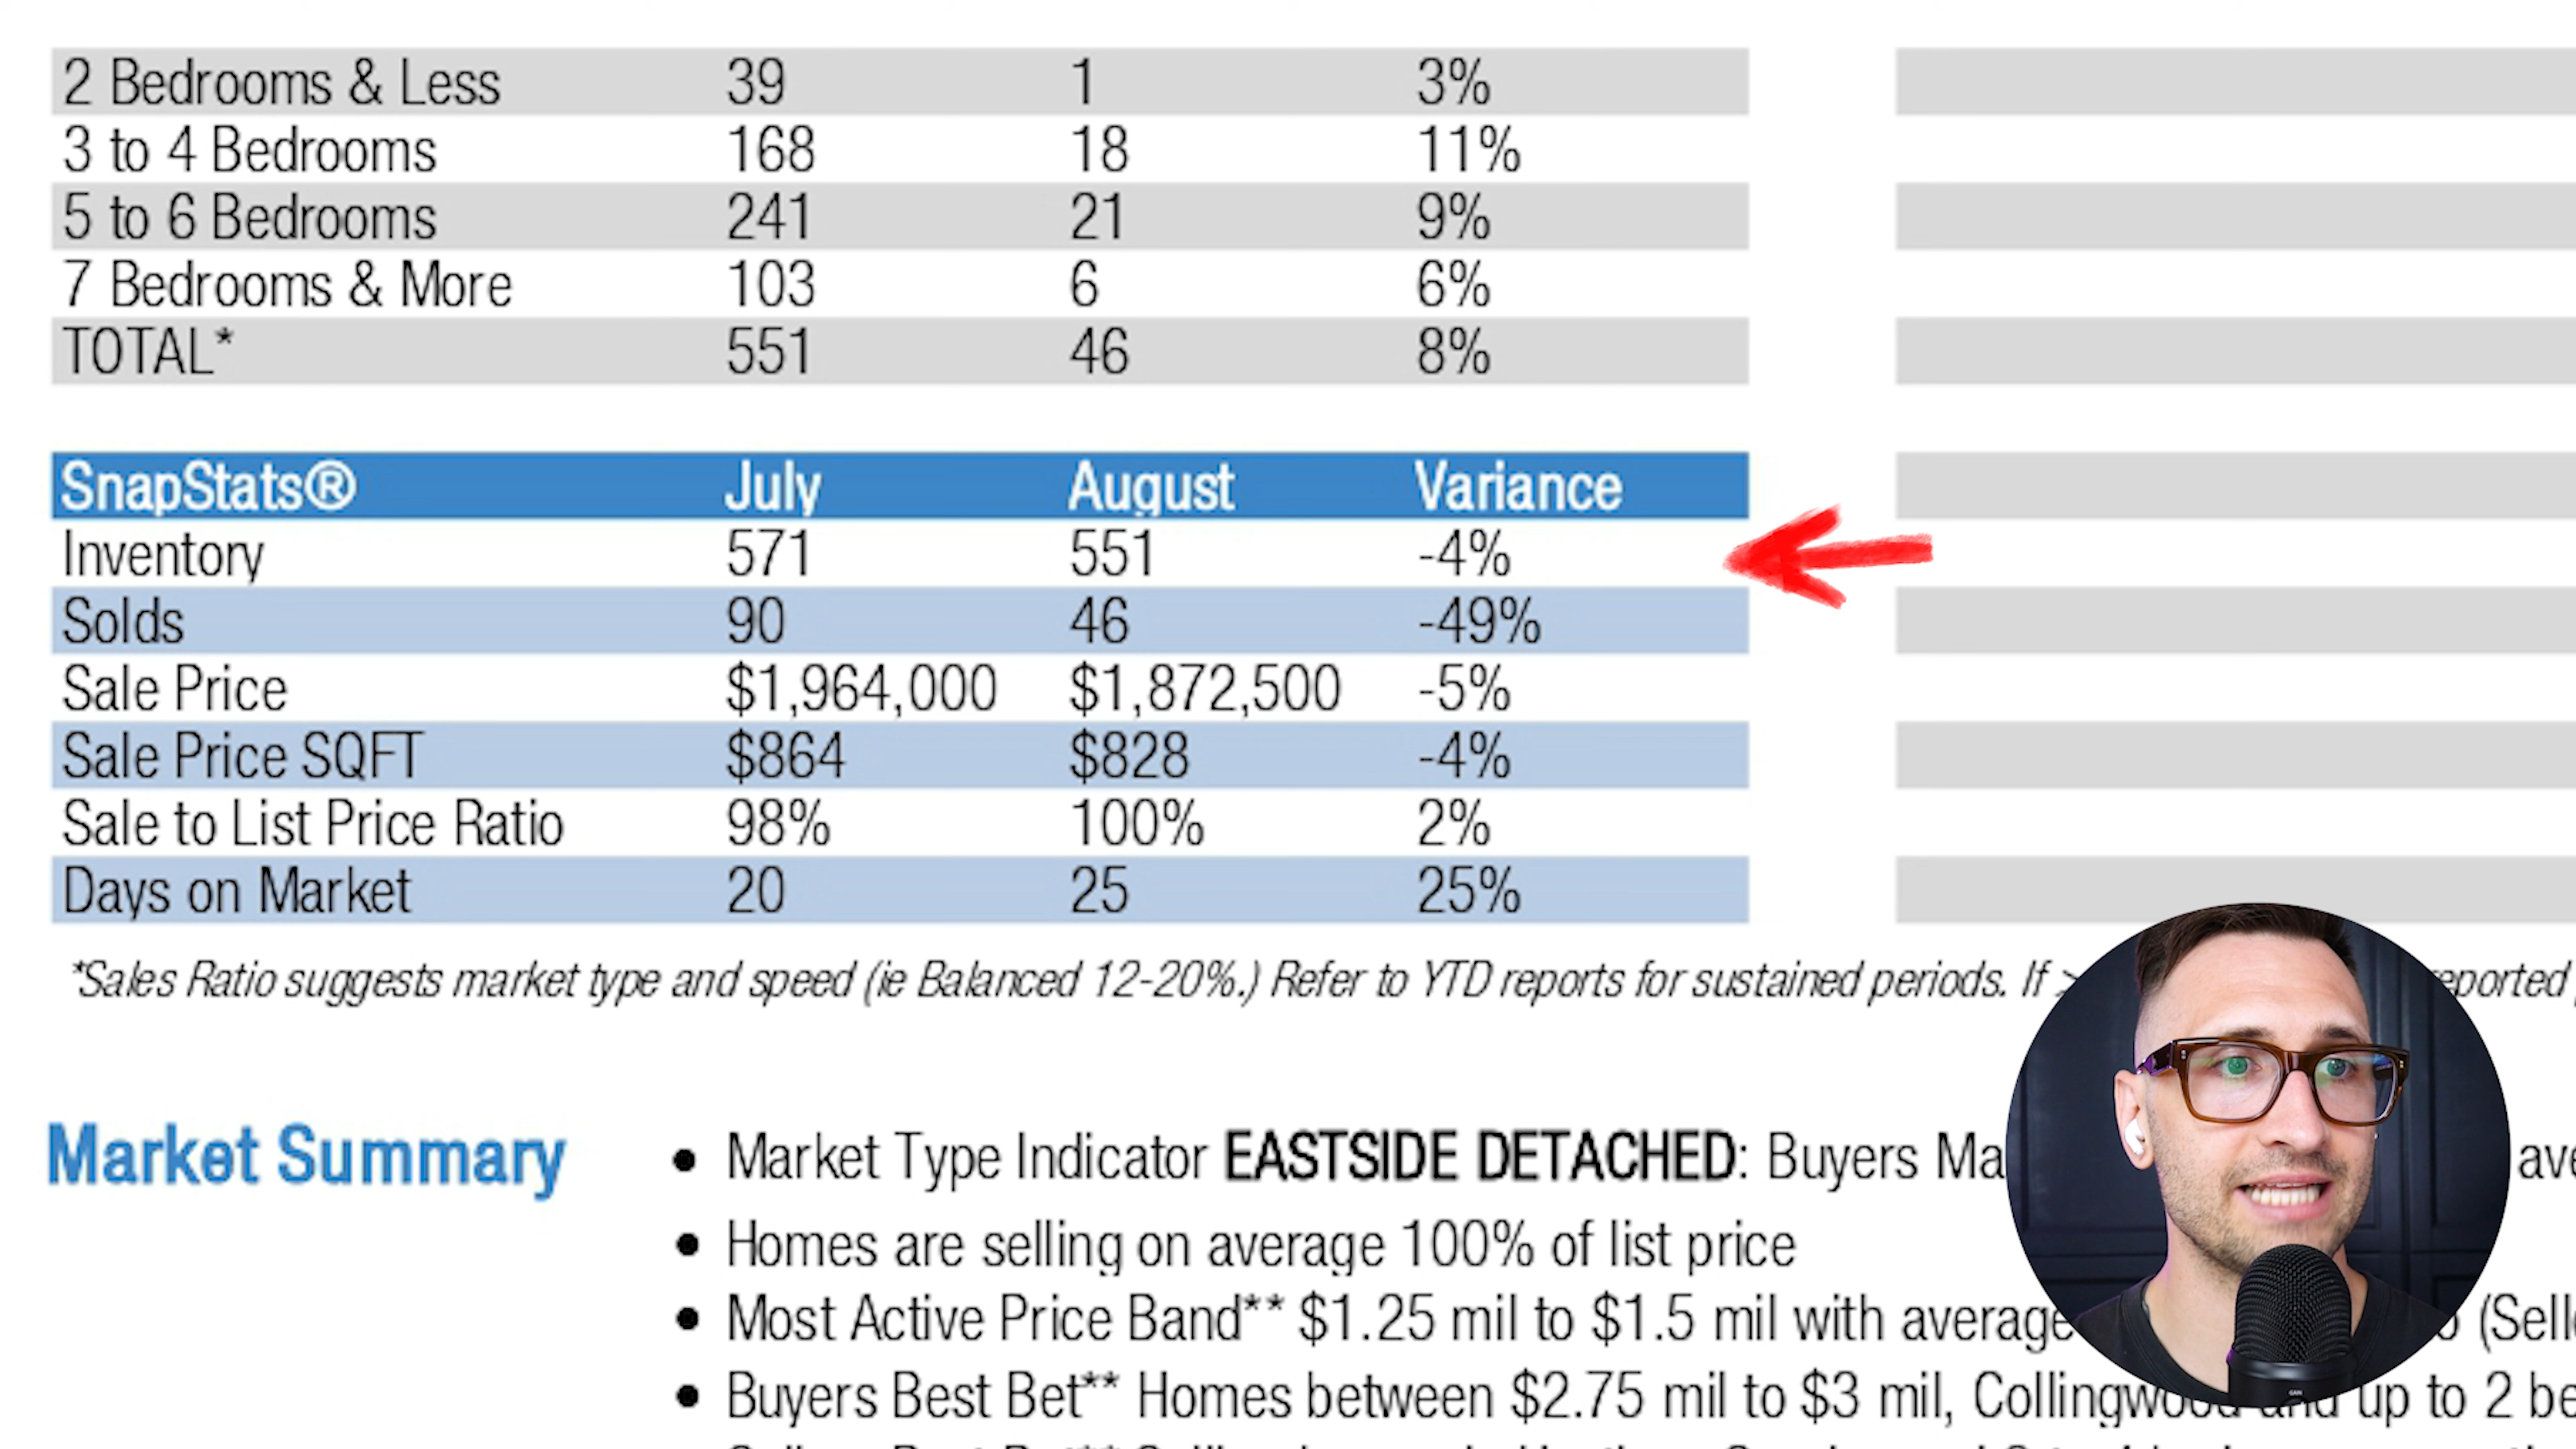 2 Bedrooms & Less 39 1 3%
3 to 4 Bedrooms 168 18 11%
5 to 6 Bedrooms 241 21 9%
7 Bedrooms & More 103 6 6%
TOTAL* 551 46 8%
SnapStats® July August Variance
Inventory 571 551 -4%
Solds 90 46 -49%
Sale Price $1,964,000 $1,872,500 -5%
Sale Price SQFT $864 $828 -4%
Sale to List Price Ratio 98% 100% 2%
Days on Market 20 25 25%
*Sales Ratio suggests market type and speed (ie Balanced 12-20%.) Refer to YTD reports for sustained periods. If >
Market Summary
• Market Type Indicator EASTSIDE DETACHED: Buyers
• Homes are selling on average 100% of list price
• Most Active Price Band** $1.25 mil to $1.5 mil with average
• Buyers Best Bet** Homes between $2.75 mil to $3 mil, Collingwood and up to 2